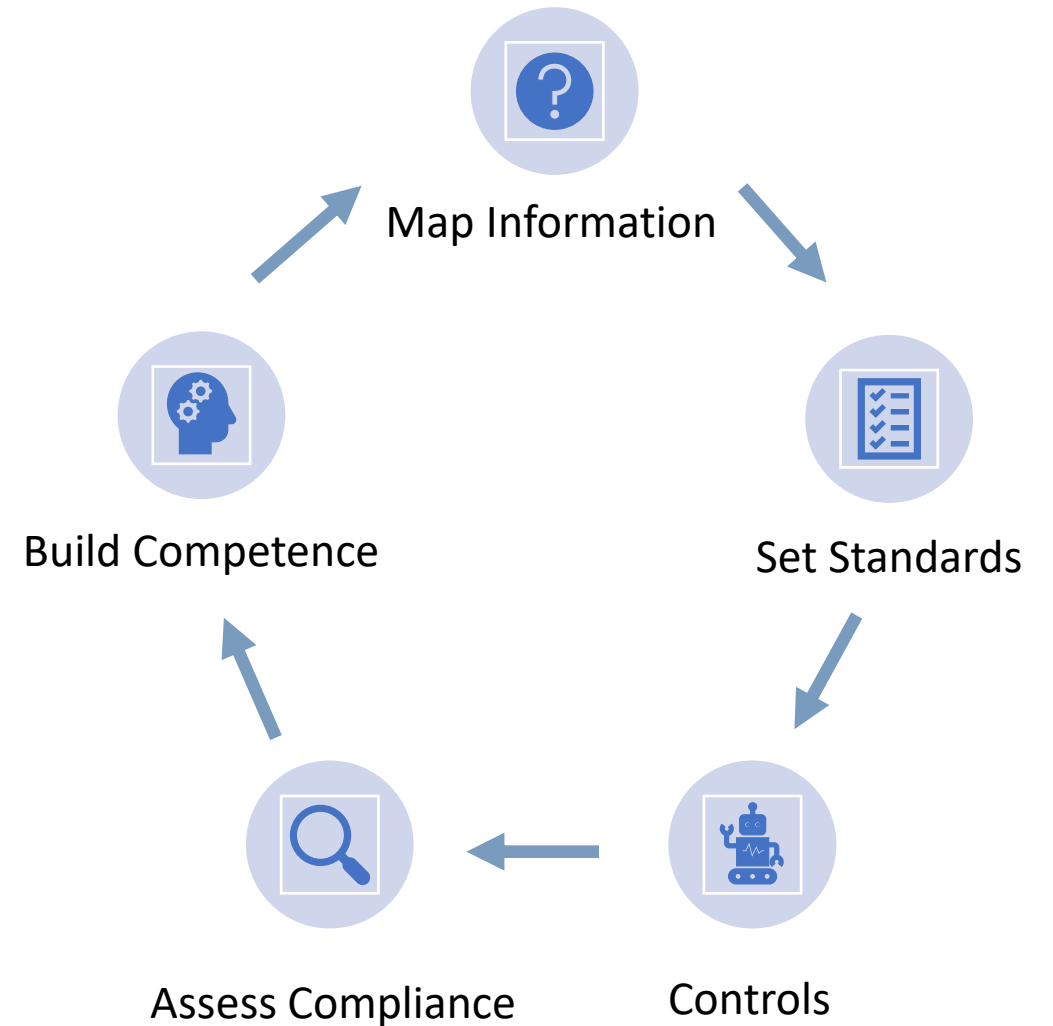 Map Information
Set Standards
Controls
Assess Compliance
Build Competence